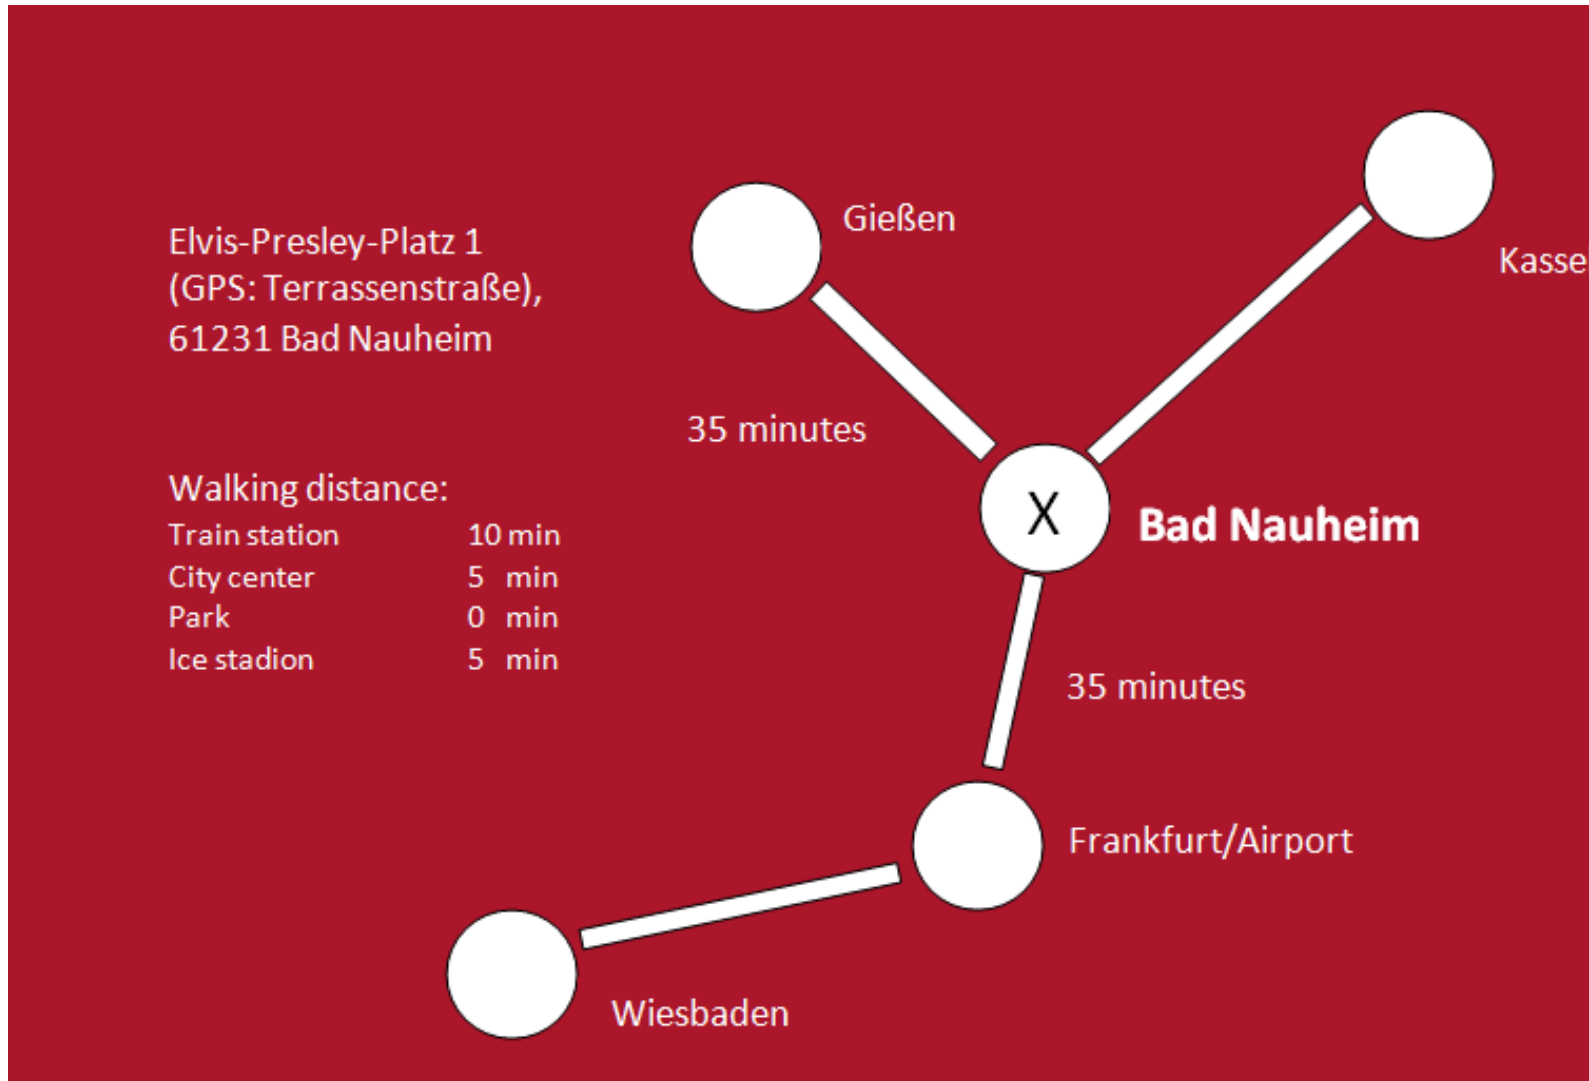 Elvis-Presley-Platz 1
(GPS: Terrassenstraße),
61231 Bad Nauheim
Walking distance:
Train station 10 min
City center 5 min
Park 0 min
Ice stadion 5 min
Gießen
Kasse
35 minutes
X
Bad Nauheim
35 minutes
Frankfurt/Airport
Wiesbaden